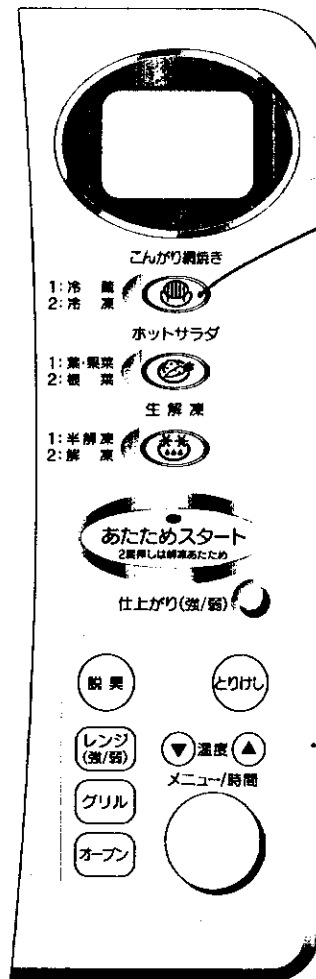 こんがり網焼き
1:冷 蔵
2:冷 凍
ホットサラダ
1:葉・果菜
2:根 菜
生 解 凍
1:半解凍
2:解 凍
あたためスタート
2度押しは解凍あたため
仕上がり(強/弱)
脱 臭
とりけし
レンジ
(強/弱)
▼温度▲
メニュー/時間
グリル
オーブン